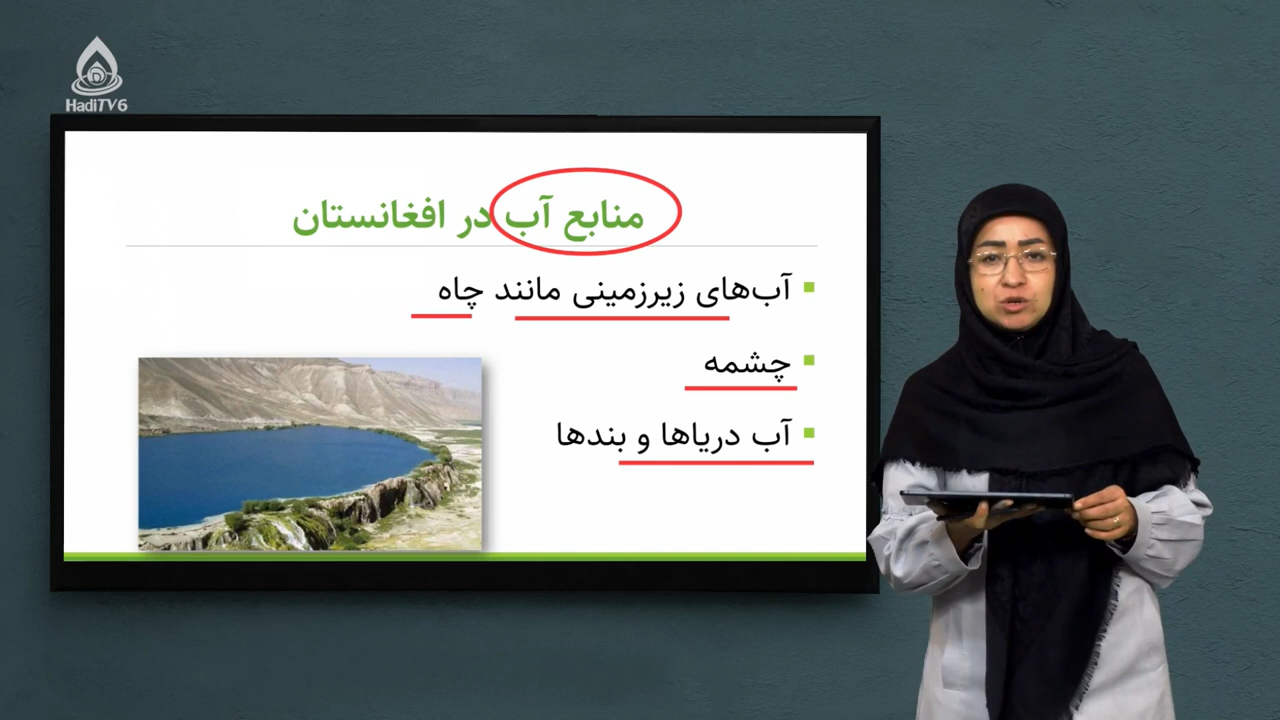 HadiTV6
منابع آب در افغانستان
آب‌های زیرزمینی مانند چاه
چشمه
آب دریاها و بندها